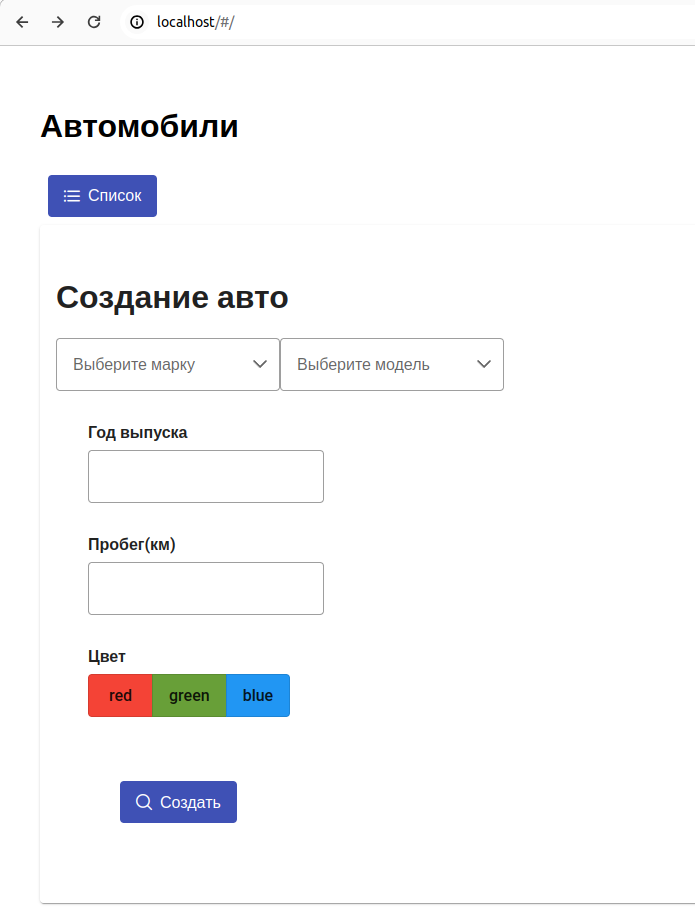 localhost/#/
Автомобили
Список
Создание авто
Выберите марку Выберите модель
Год выпуска
Пробег(км)
Цвет
red green blue
Создать